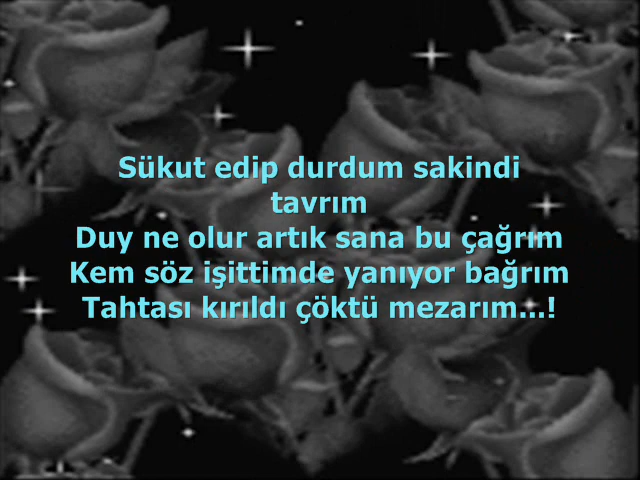 Sükut edip durdum sakindi
tavrım
Duy ne olur artık sana bu çağrım
Kem söz işittimde yanıyor bağrım
Tahtası kırıldı çöktü mezarım...!